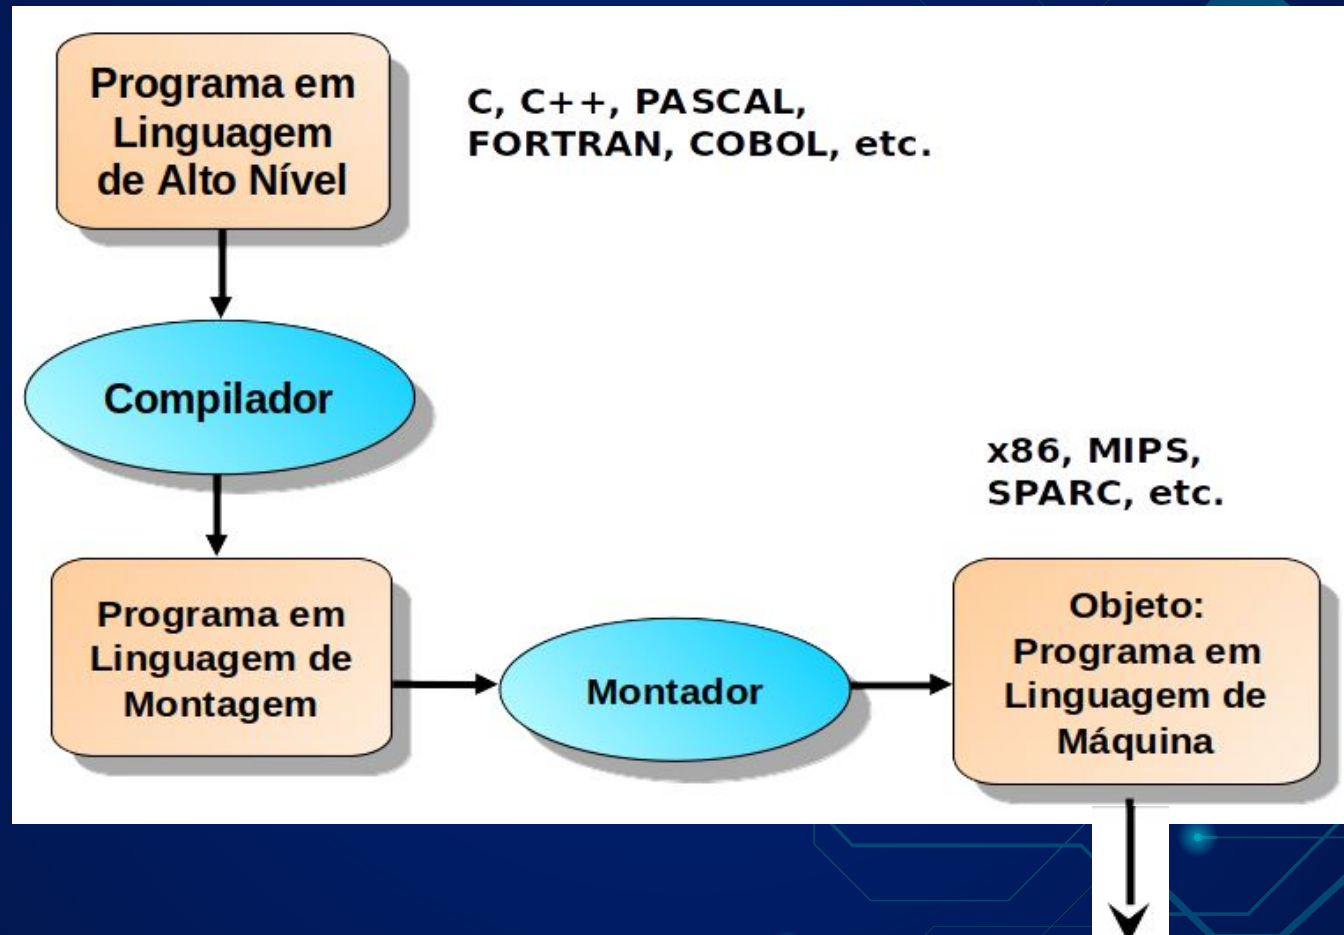 Programa em
Linguagem
de Alto Nível
C, C++, PASCAL,
FORTRAN, COBOL, etc.
Compilador
Programa em
Linguagem de
Montagem
Montador
x86, MIPS,
SPARC, etc.
Objeto:
Programa em
Linguagem de
Máquina